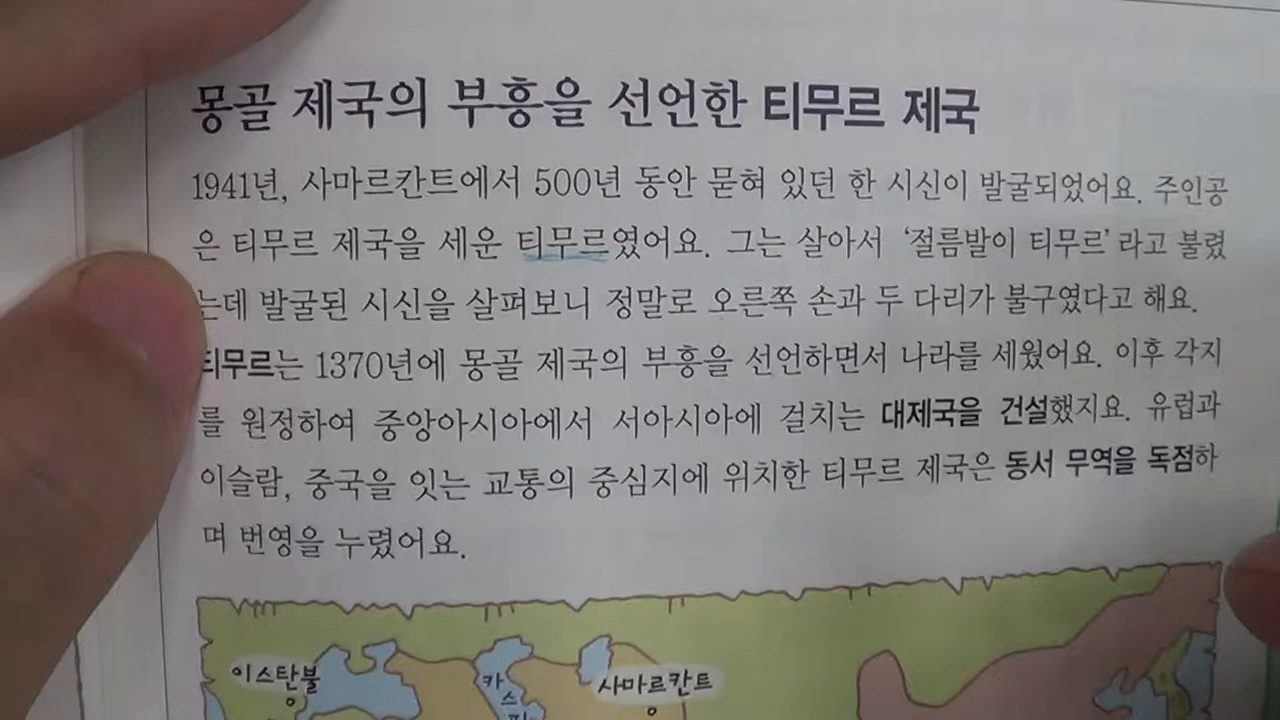 몽골 제국의 부흥을 선언한 티무르 제국
1941년, 사마르칸트에서 500년 동안 묻혀 있던 한 시신이 발굴되었어요. 주인공
은 티무르 제국을 세운 티무르였어요. 그는 살아서 ‘절름발이 티무르’라고 불렸
는데 발굴된 시신을 살펴보니 정말로 오른쪽 손과 두 다리가 불구였다고 해요.
티무르는 1370년에 몽골 제국의 부흥을 선언하면서 나라를 세웠어요. 이후 각지
를 원정하여 중앙아시아에서 서아시아에 걸치는 대제국을 건설했지요. 유럽과
이슬람, 중국을 잇는 교통의 중심지에 위치한 티무르 제국은 동서 무역을 독점하
며 번영을 누렸어요.
이스탄불
카
스
사마르칸트